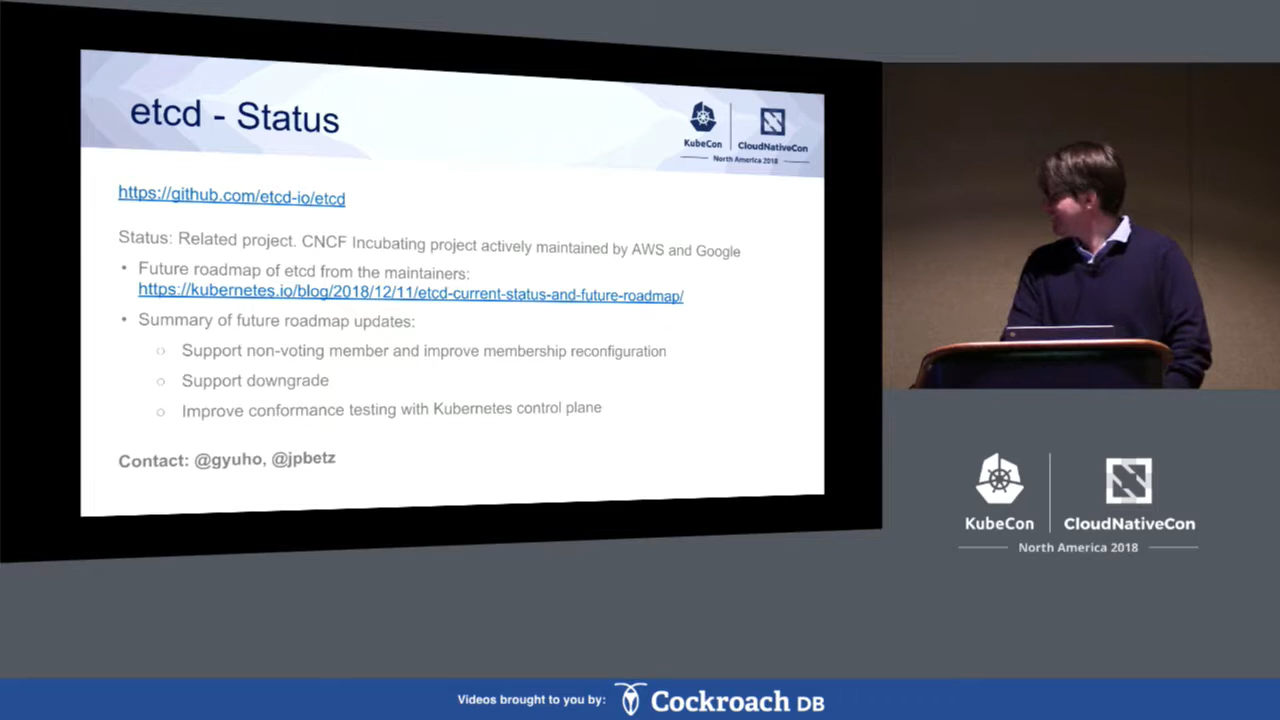 etcd - Status
KubeCon
CloudNativeCon
North America 2018
https://github.com/etcd-io/etcd
Status: Related project. CNCF Incubating project actively maintained by AWS and Google
• Future roadmap of etcd from the maintainers:
https://kubernetes.io/blog/2018/12/11/etcd-current-status-and-future-roadmap/
• Summary of future roadmap updates:
○ Support non-voting member and improve membership reconfiguration
○ Support downgrade
○ Improve conformance testing with Kubernetes control plane
Contact: @gyuho, @jpbetz
KubeCon
CloudNativeCon
North America 2018
Videos brought to you by: Cockroach DB